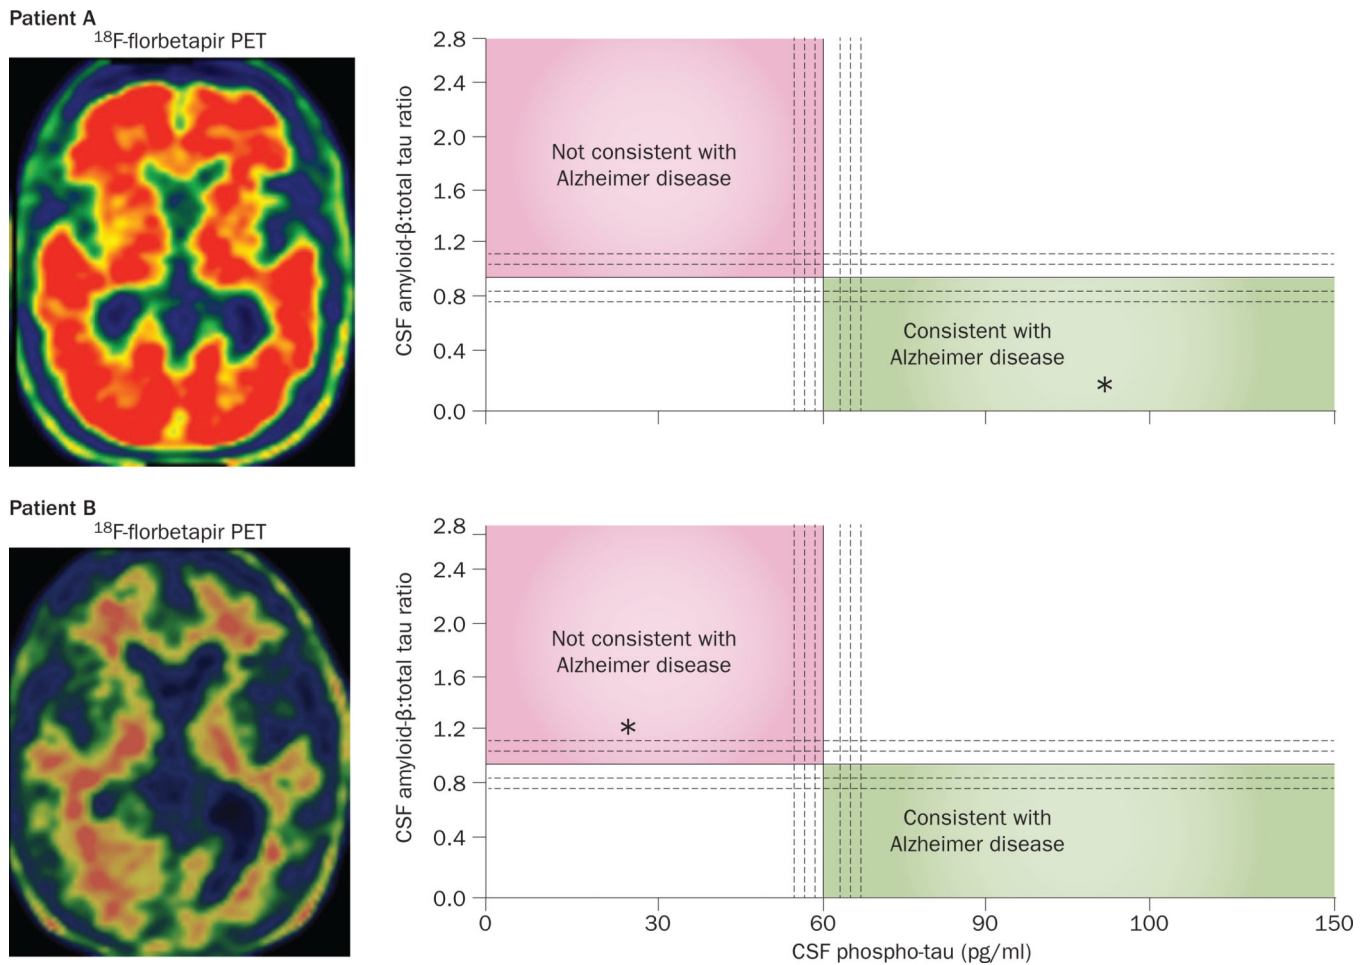 Patient A
¹⁸F-florbetapir PET
CSF amyloid-β:total tau ratio
2.8
2.4
2.0
1.6
1.2
0.8
0.4
0.0
Not consistent with
Alzheimer disease
Consistent with
Alzheimer disease
*
Patient B
¹⁸F-florbetapir PET
CSF amyloid-β:total tau ratio
2.8
2.4
2.0
1.6
1.2
0.8
0.4
0.0
Not consistent with
Alzheimer disease
*
Consistent with
Alzheimer disease
0 30 60 90 100 150
CSF phospho-tau (pg/ml)